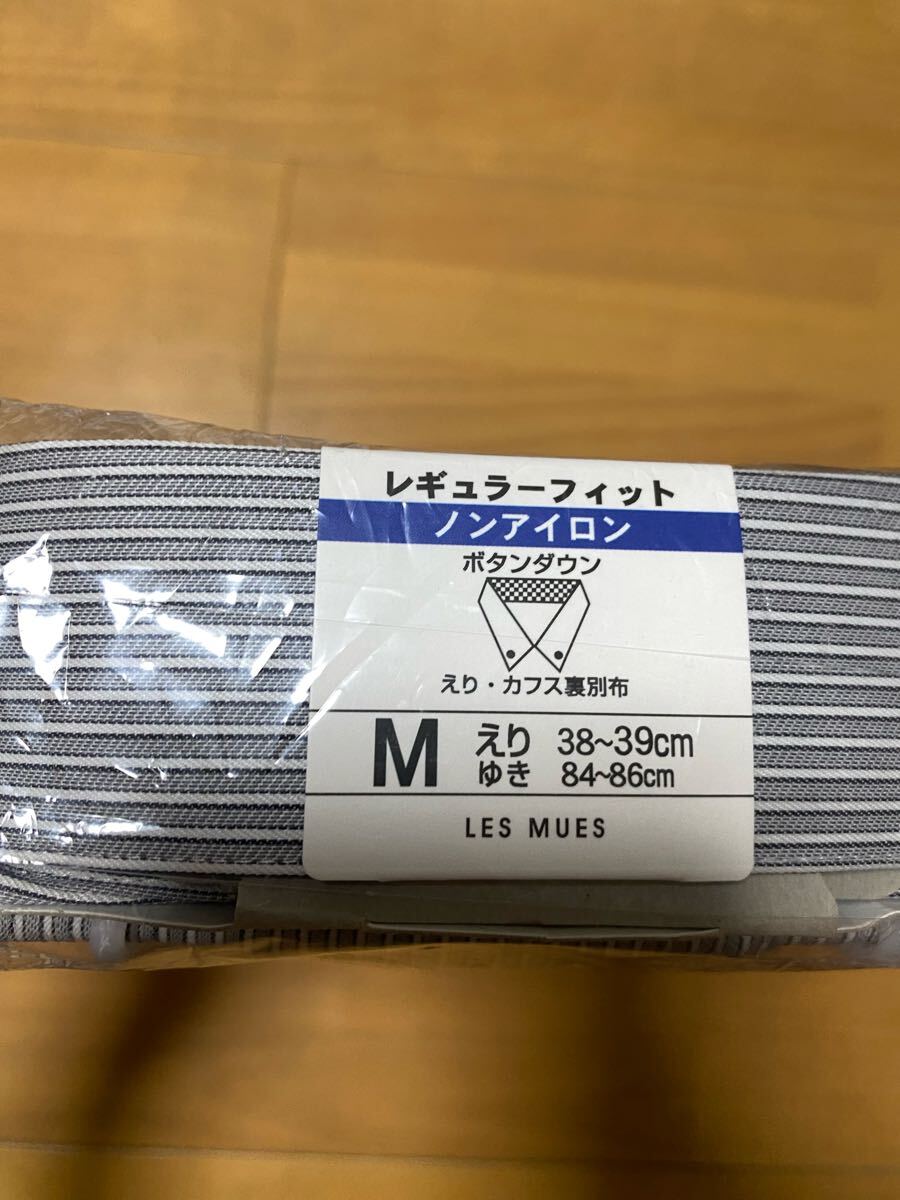 レギュラーフィット
ノンアイロン
ボタンダウン
えり・カフス裏別布
M えり 38~39cm
ゆき 84~86cm
LES MUES